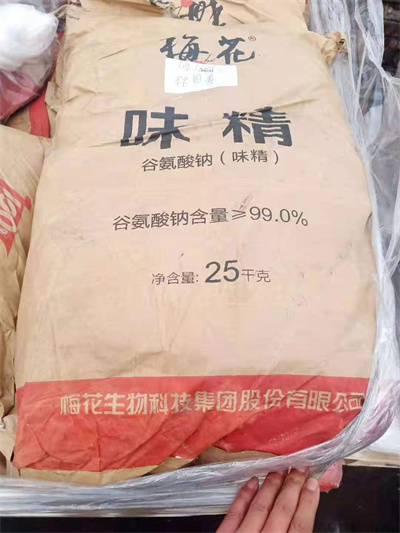 梅花®
味精
谷氨酸钠（味精）
谷氨酸钠含量≥99.0%
净含量: 25千克
梅花生物科技集团股份有限公司